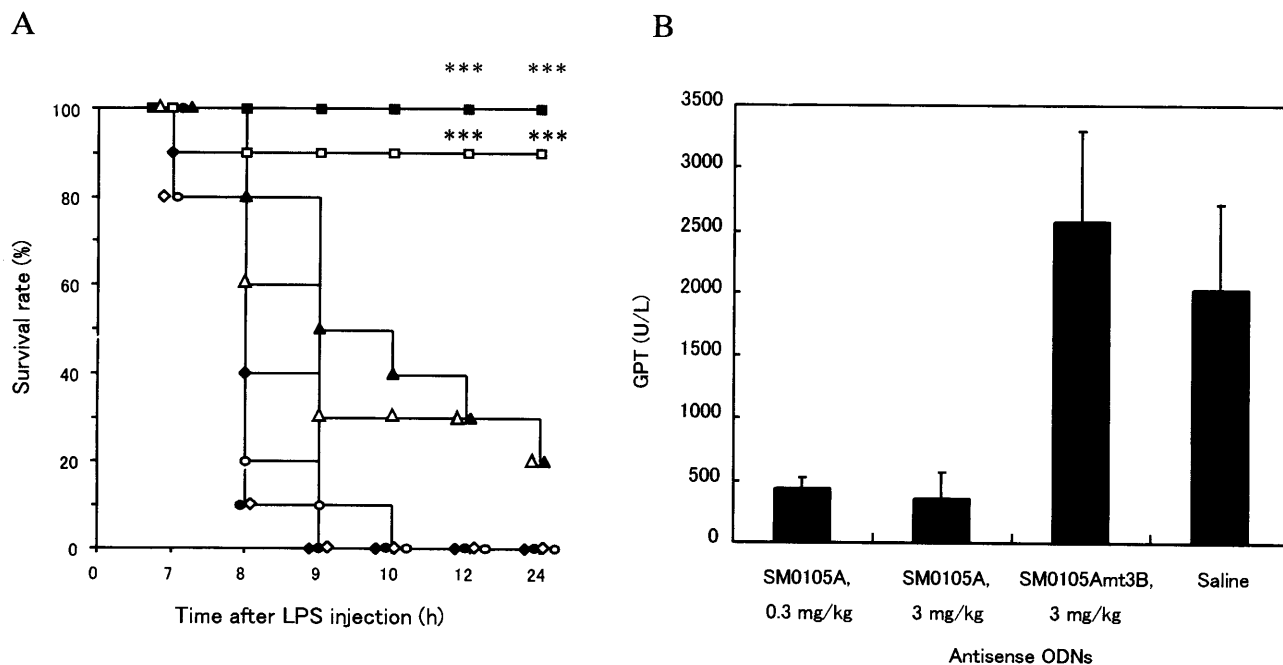 A
*** ***
*** ***
100
80
60
40
20
0
0 7 8 9 10 12 24
Survival rate (%)
Time after LPS injection (h)
B
3500
3000
2500
2000
1500
1000
500
0
GPT (U/L)
SM0105A, SM0105A, SM0105Amt3B, Saline
0.3 mg/kg 3 mg/kg 3 mg/kg
Antisense ODNs